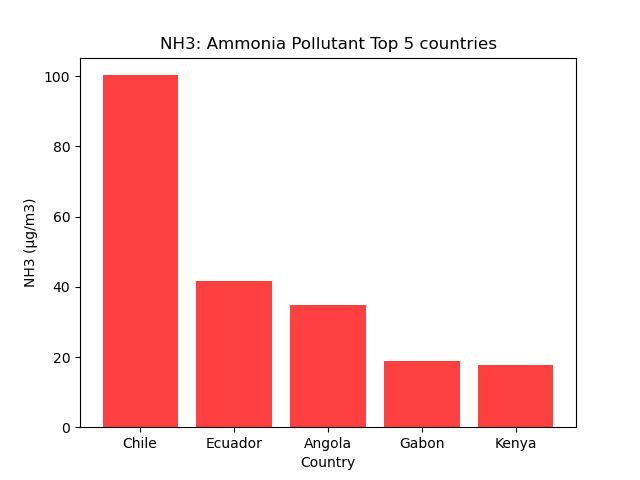 NH3: Ammonia Pollutant Top 5 countries
100
80
60
40
20
0
NH3 (µg/m3)
Chile Ecuador Angola Gabon Kenya
Country